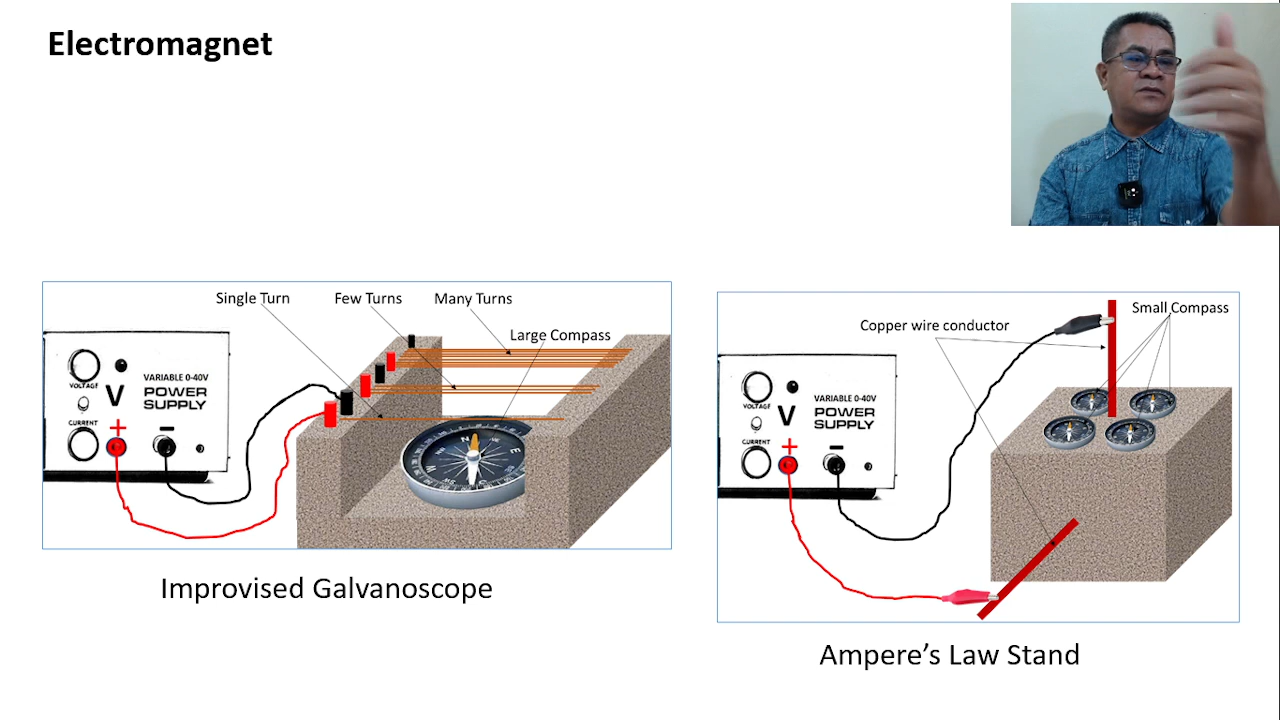 Electromagnet
Single Turn
Few Turns
Many Turns
Large Compass
VOLTAGE
V
CURRENT
+
-
VARIABLE 0-40V
POWER
SUPPLY
N
E
W
Improvised Galvanoscope
Copper wire conductor
Small Compass
VOLTAGE
V
CURRENT
+
-
VARIABLE 0-40V
POWER
SUPPLY
Ampere's Law Stand